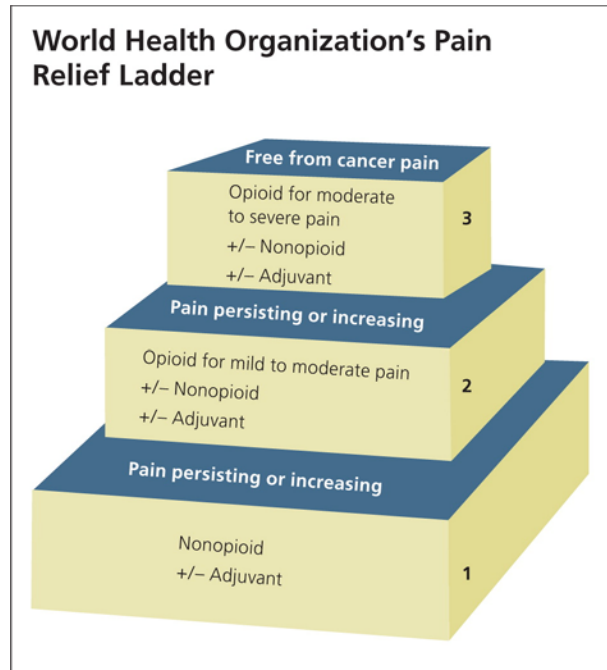 World Health Organization’s Pain
Relief Ladder
Free from cancer pain
Opioid for moderate
to severe pain
+/– Nonopioid
+/– Adjuvant
3
Pain persisting or increasing
Opioid for mild to moderate pain
+/– Nonopioid
+/– Adjuvant
2
Pain persisting or increasing
Nonopioid
+/– Adjuvant
1